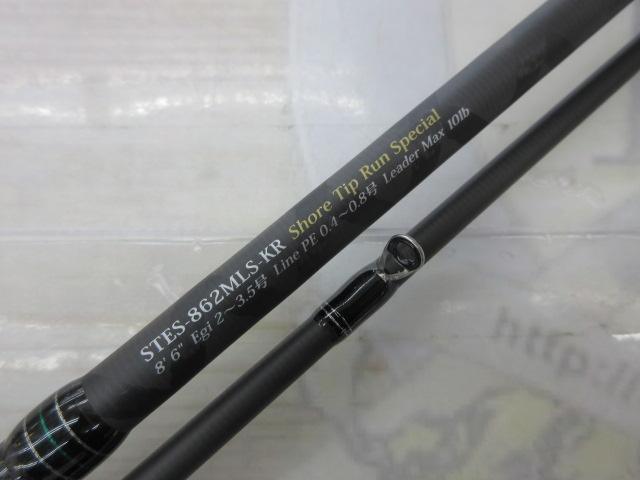 STES-862MLS-KR Shore Tip Run Special
8' 6" Egi 2〜3.5号 Line PE 0.4〜0.8号 Leader Max 10lb
http://